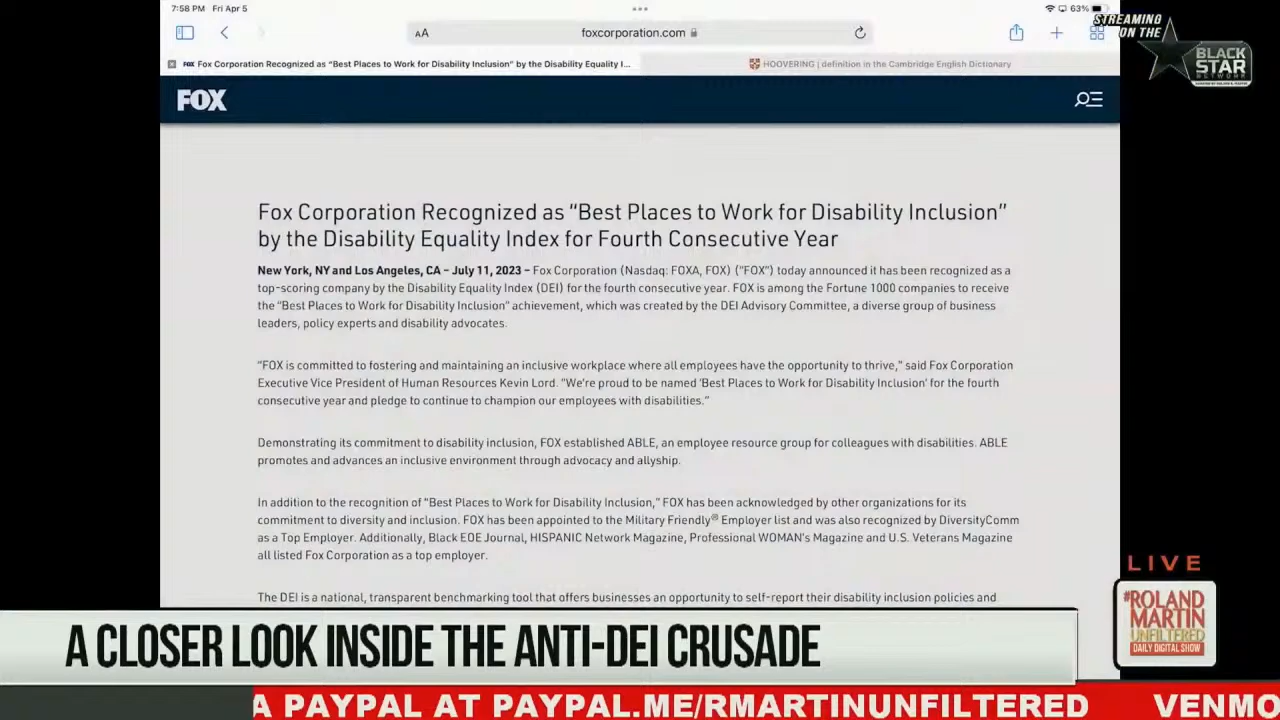 7:58 PM Fri Apr 5
63%
STREAMING
ON THE
AA
foxcorporation.com
BLACK
STAR
NETWORK
FOX Fox Corporation Recognized as “Best Places to Work for Disability Inclusion” by the Disability Equality I...
HOOVERING | definition in the Cambridge English Dictionary
FOX
Fox Corporation Recognized as “Best Places to Work for Disability Inclusion”
by the Disability Equality Index for Fourth Consecutive Year
New York, NY and Los Angeles, CA – July 11, 2023 – Fox Corporation (Nasdaq: FOXA, FOX) (“FOX”) today announced it has been recognized as a
top-scoring company by the Disability Equality Index (DEI) for the fourth consecutive year. FOX is among the Fortune 1000 companies to receive
the “Best Places to Work for Disability Inclusion” achievement, which was created by the DEI Advisory Committee, a diverse group of business
leaders, policy experts and disability advocates.
“FOX is committed to fostering and maintaining an inclusive workplace where all employees have the opportunity to thrive,” said Fox Corporation
Executive Vice President of Human Resources Kevin Lord. “We’re proud to be named ‘Best Places to Work for Disability Inclusion’ for the fourth
consecutive year and pledge to continue to champion our employees with disabilities.”
Demonstrating its commitment to disability inclusion, FOX established ABLE, an employee resource group for colleagues with disabilities. ABLE
promotes and advances an inclusive environment through advocacy and allyship.
In addition to the recognition of “Best Places to Work for Disability Inclusion,” FOX has been acknowledged by other organizations for its
commitment to diversity and inclusion. FOX has been appointed to the Military Friendly® Employer list and was also recognized by DiversityComm
as a Top Employer. Additionally, Black EOE Journal, HISPANIC Network Magazine, Professional WOMAN’s Magazine and U.S. Veterans Magazine
all listed Fox Corporation as a top employer.
The DEI is a national, transparent benchmarking tool that offers businesses an opportunity to self-report their disability inclusion policies and
LIVE
#ROLAND
MARTIN
UNFILTERED
DAILY DIGITAL SHOW
A CLOSER LOOK INSIDE THE ANTI-DEI CRUSADE
A PAYPAL AT PAYPAL.ME/RMARTINUNFILTERED VENMO